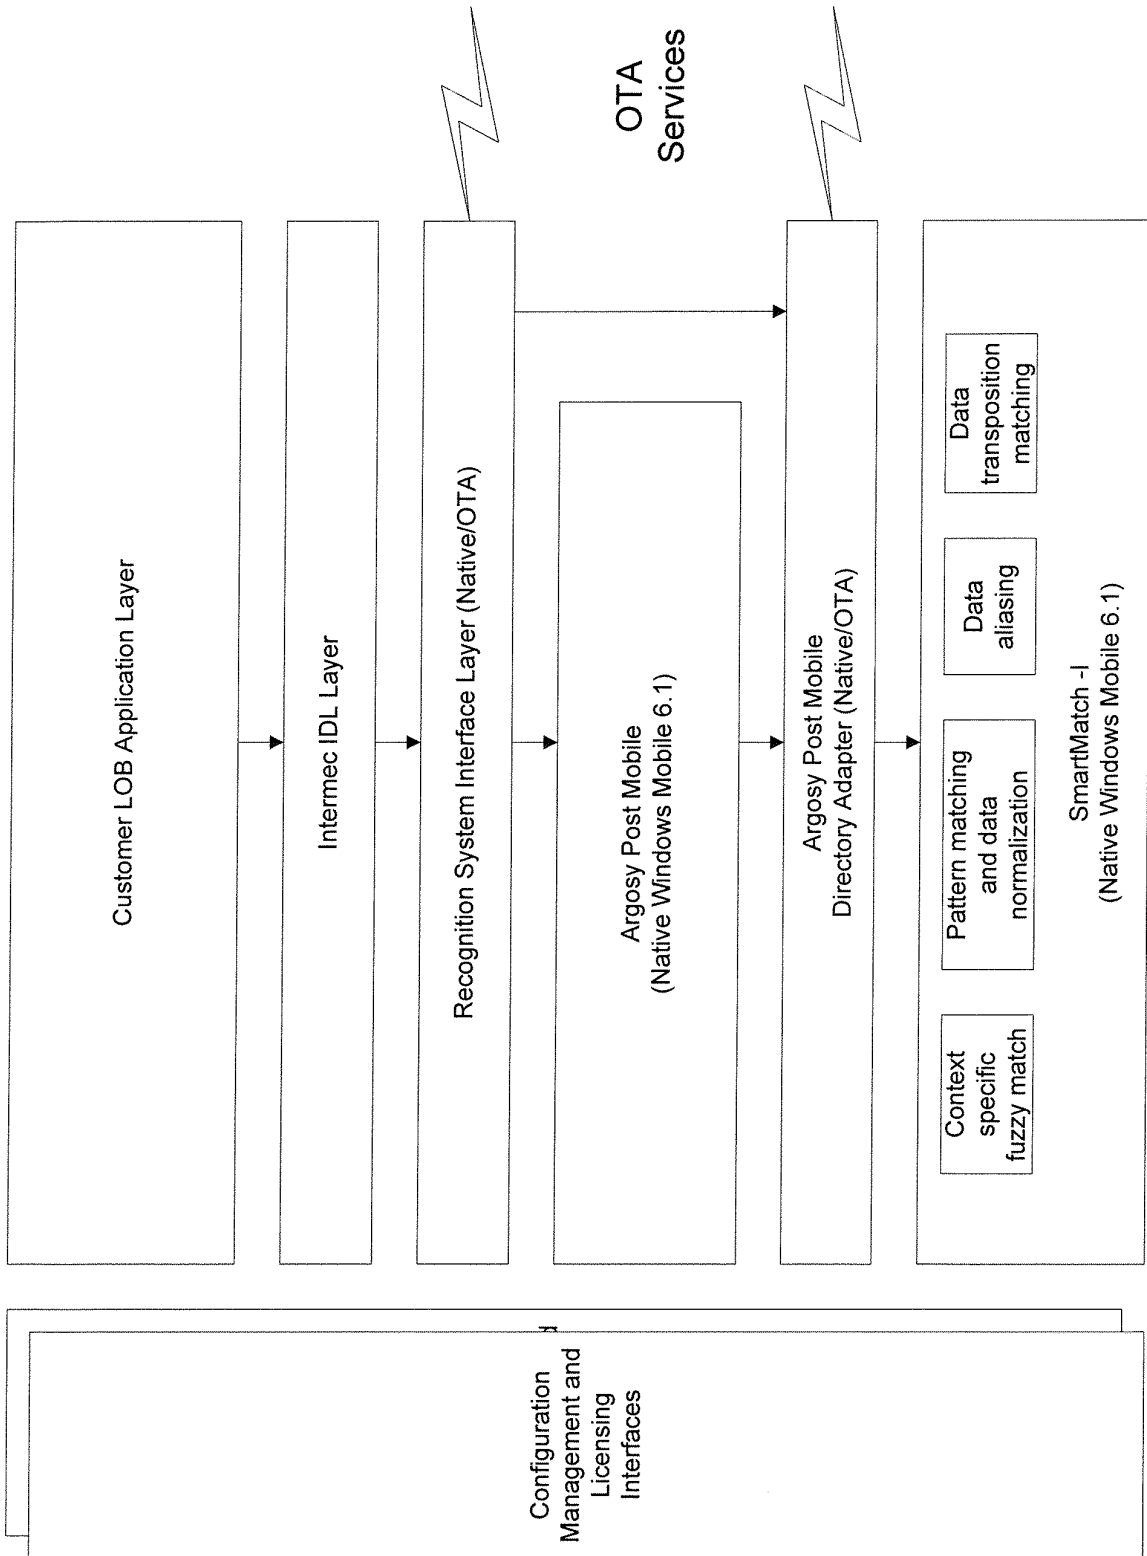 Customer LOB Application Layer
Intermec IDL Layer
Recognition System Interface Layer (Native/OTA)
Argosy Post Mobile
(Native Windows Mobile 6.1)
Argosy Post Mobile
Directory Adapter (Native/OTA)
Context
specific
fuzzy match
Pattern matching
and data
normalization
Data
aliasing
Data
transposition
matching
SmartMatch -I
(Native Windows Mobile 6.1)
Configuration
Management and
Licensing
Interfaces
OTA
Services